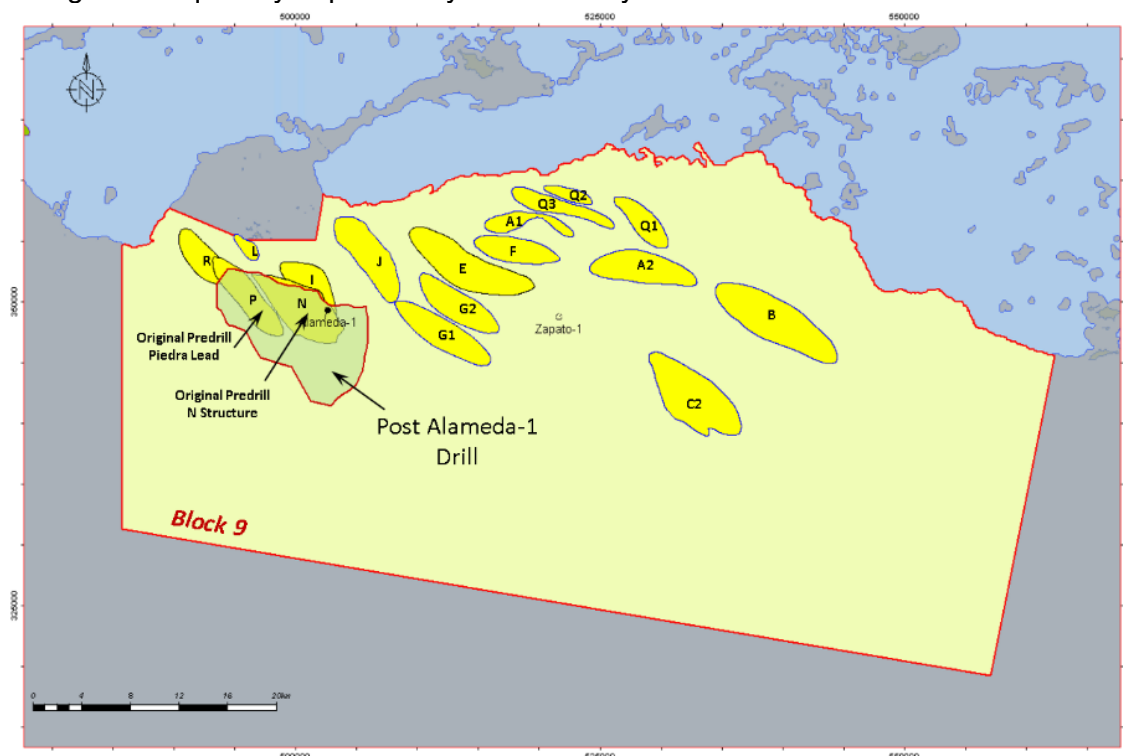 500000 525000 550000
N
Q2
Q3
A1
Q1
L
R
F
J
E
A2
I
P
N
G2
B
350000
Alameda-1
Zapato-1
G1
Original Predrill
Piedra Lead
Original Predrill
N Structure
C2
Post Alameda-1
Drill
Block 9
325000
0 4 8 12 16 20km
500000 525000 550000